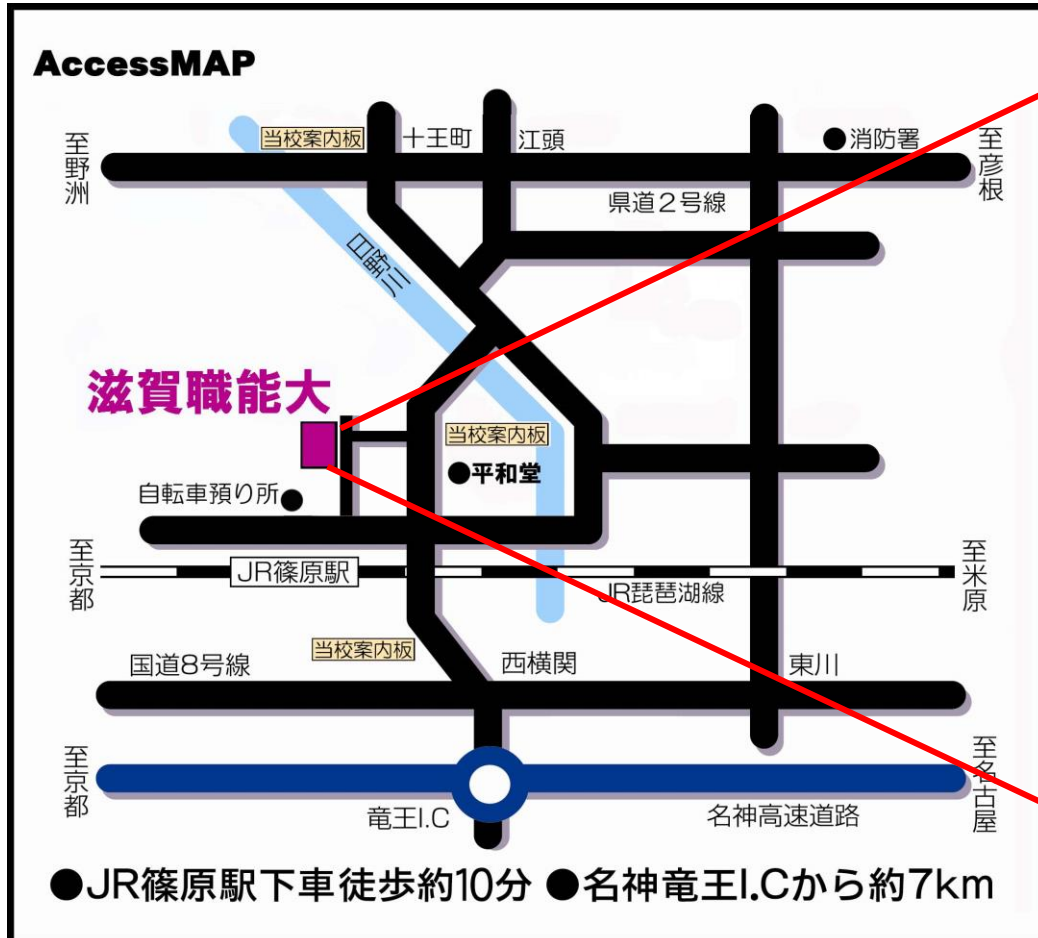 AccessMAP
当校案内板
十王町
江頭
消防署
至野洲
至彦根
県道2号線
日野川
滋賀職能大
当校案内板
●平和堂
自転車預り所
至京都
JR篠原駅
JR琵琶湖線
至米原
当校案内板
国道8号線
西横関
東川
至京都
竜王I.C
名神高速道路
至名古屋
●JR篠原駅下車徒歩約10分 ●名神竜王I.Cから約7km